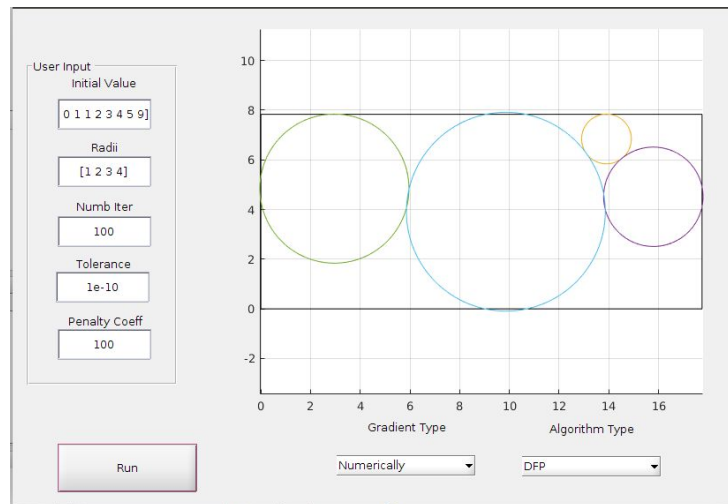 User Input
Initial Value
0 1 1 2 3 4 5 9]
Radii
[1 2 3 4]
Numb Iter
100
Tolerance
1e-10
Penalty Coeff
100
Run
10
8
6
4
2
0
-2
0 2 4 6 8 10 12 14 16
Gradient Type
Algorithm Type
Numerically
DFP